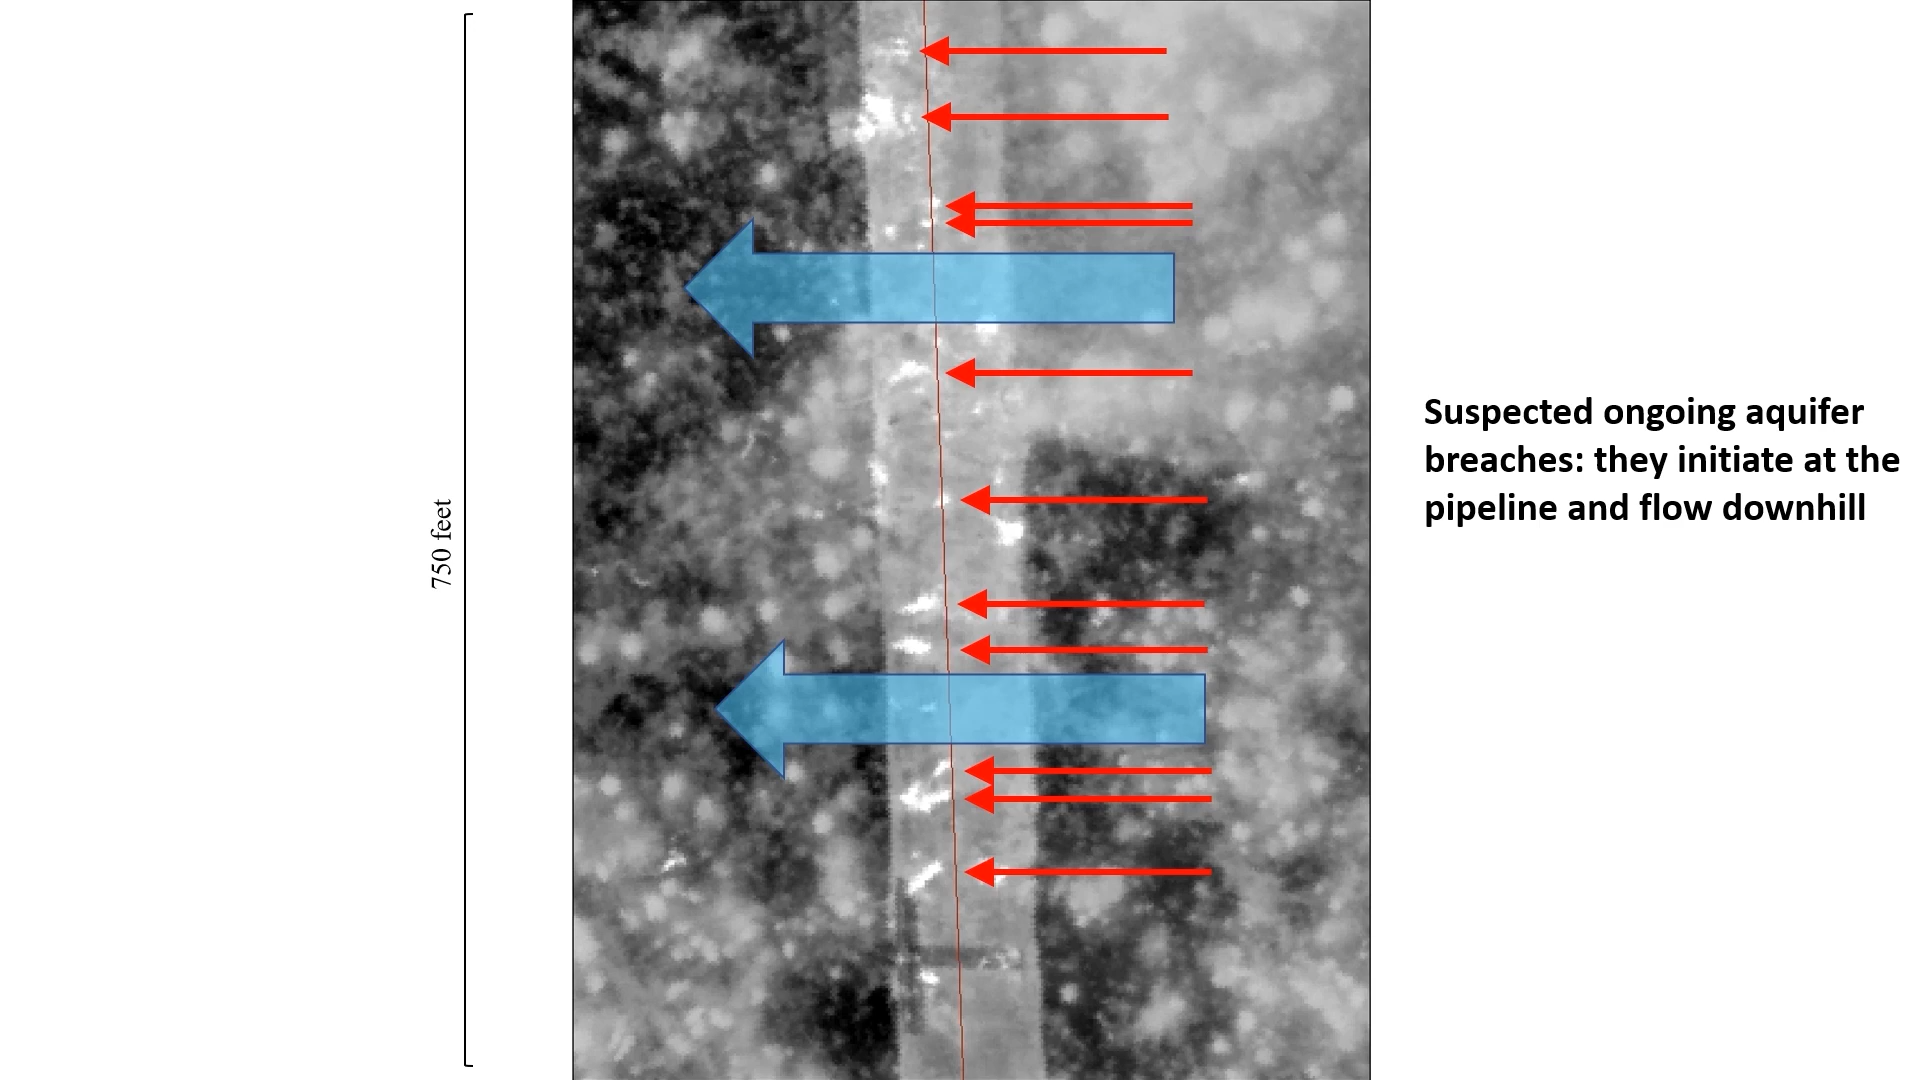 750 feet
Suspected ongoing aquifer
breaches: they initiate at the
pipeline and flow downhill